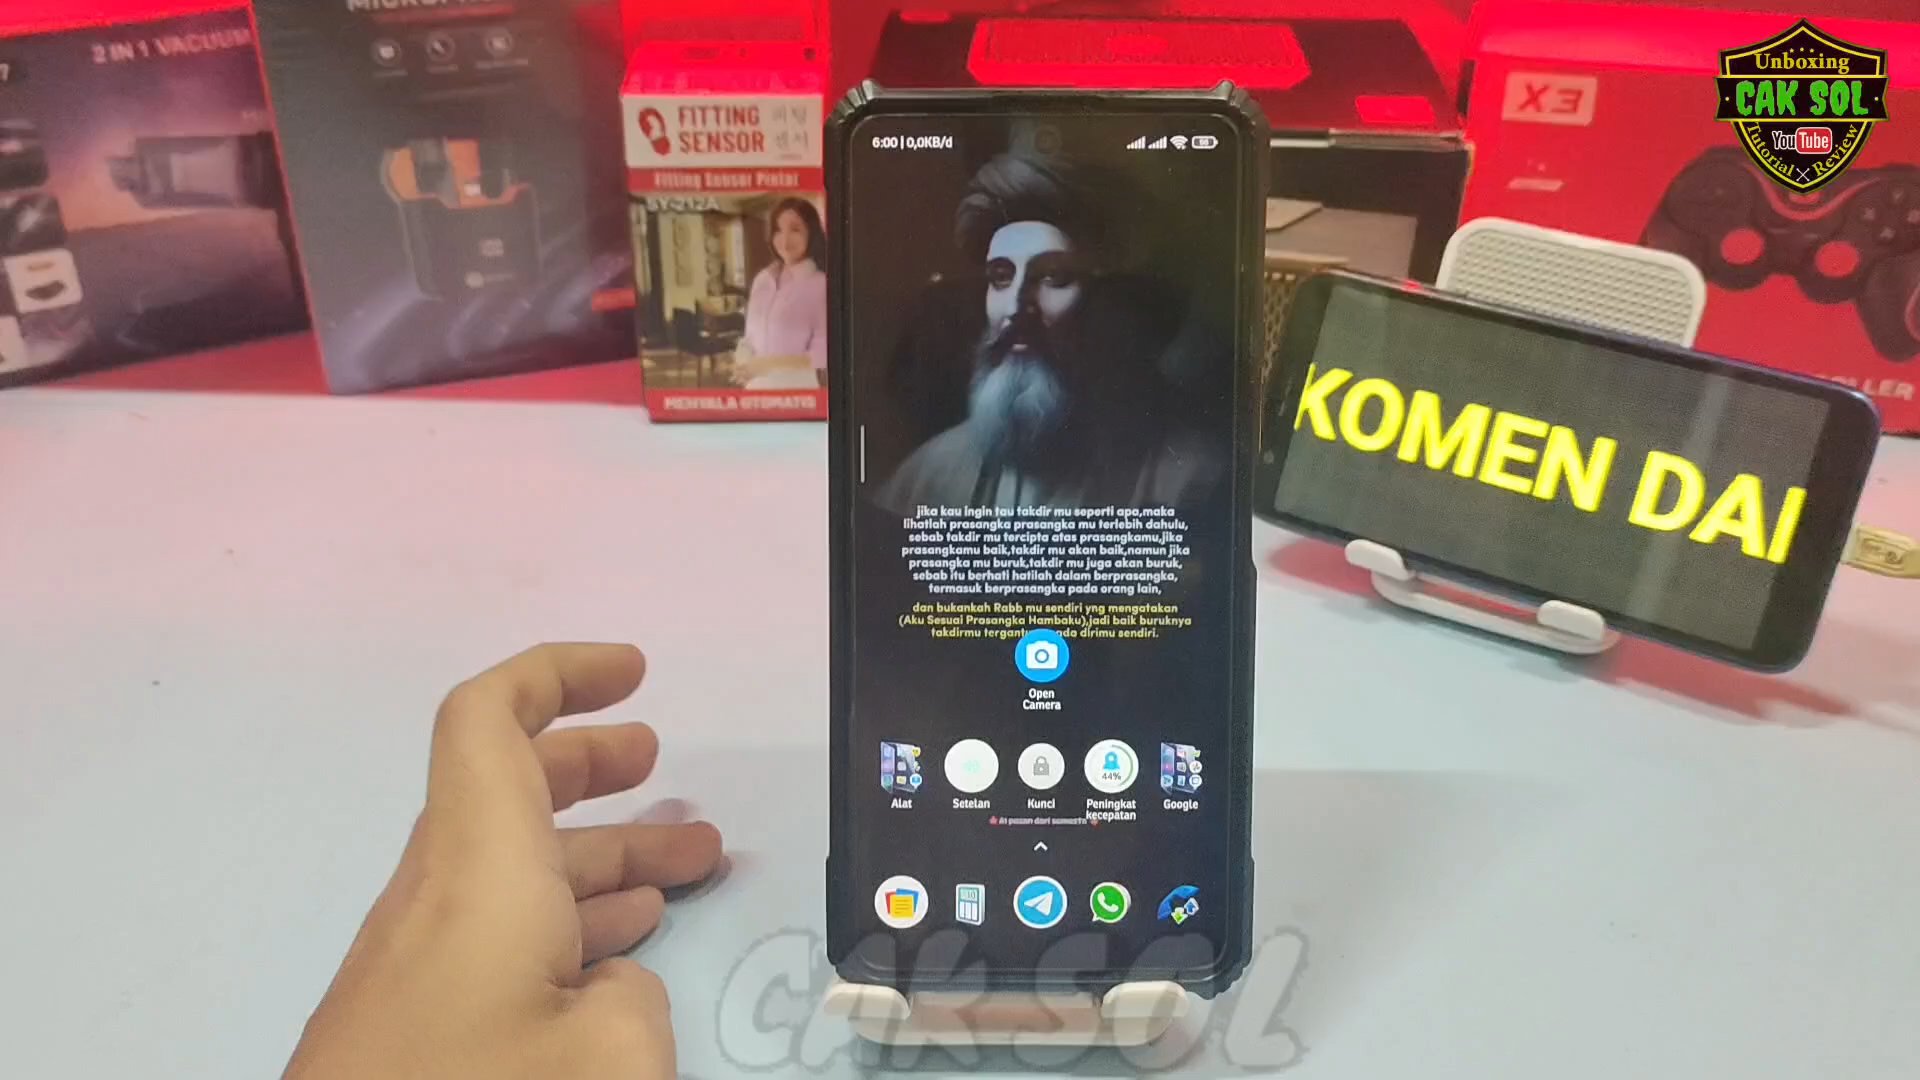 2 IN 1 VACUUM
FITTING
SENSOR
Fitting Sensor Pintar
SY-212A
MENYALA OTOMATIS
X3
Unboxing
CAK SOL
YouTube
Tutorial X Review
KOMEN DAI
6:00 | 0,0KB/d
jika kau ingin tau takdir mu seperti apa,maka
lihatlah prasangka prasangka mu terlebih dahulu,
sebab takdir mu tercipta atas prasangkamu,jika
prasangkamu baik,takdir mu akan baik,namun jika
prasangka mu buruk,takdir mu juga akan buruk,
sebab itu berhati hatilah dalam berprasangka,
termasuk berprasangka pada orang lain,
dan bukankah Rabb mu sendiri yng mengatakan
(Aku Sesuai Prasangka Hambaku),jadi baik buruknya
takdirmu dirimu sendiri.
Open
Camera
44%
Alat
Setelan
Kunci
Peningkat
kecepatan
Google
CAK SOL